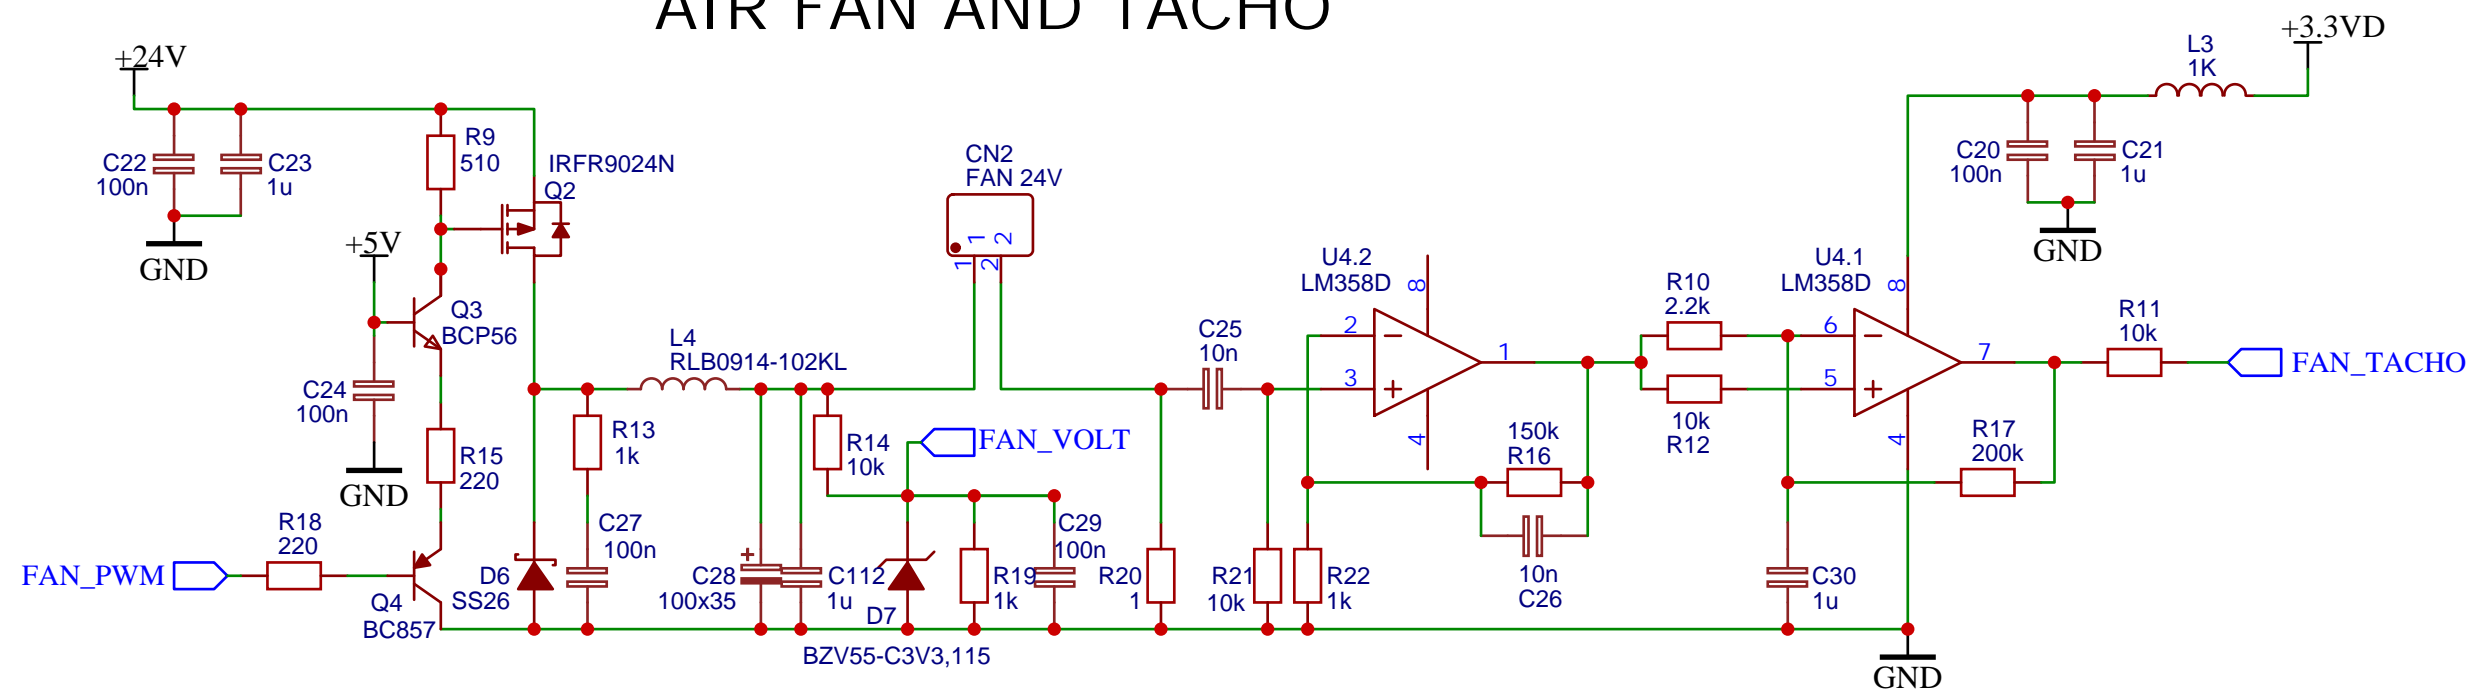 AIR FAN AND TACHO
+24V
+3.3VD
L3
1K
C22
100n
C23
1u
R9
510
IRFR9024N
Q2
CN2
FAN 24V
1
2
1
2
C20
100n
C21
1u
GND
GND
+5V
Q3
BCP56
C24
100n
GND
R15
220
L4
RLB0914-102KL
R13
1k
R14
10k
FAN_VOLT
C25
10n
U4.2
LM358D
8
2
3
1
4
R10
2.2k
10k
R12
U4.1
LM358D
8
6
5
7
4
R11
10k
FAN_TACHO
150k
R16
10n
C26
R17
200k
FAN_PWM
R18
220
Q4
BC857
D6
SS26
C27
100n
+
C28
100x35
C112
1u
D7
BZV55-C3V3,115
R19
1k
C29
100n
R20
1
R21
10k
R22
1k
C30
1u
GND